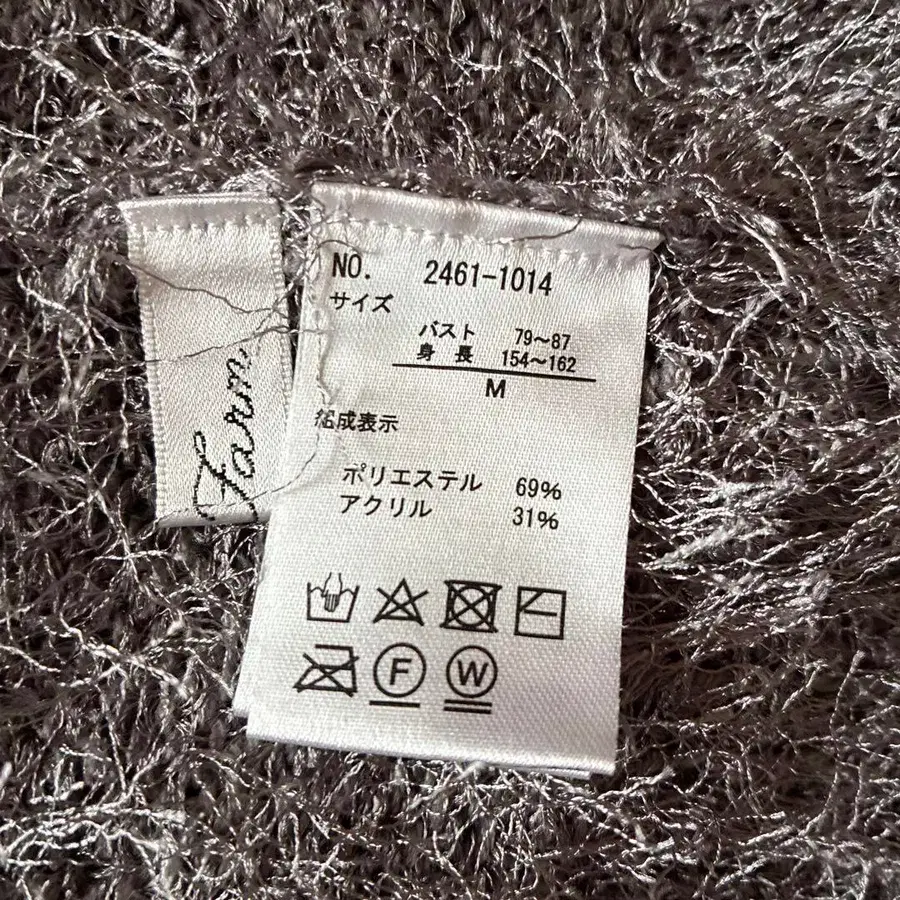 Farm
NO. 2461-1014
サイズ
バスト 79～87
身長 154～162
M
組成表示
ポリエステル 69%
アクリル 31%
F W